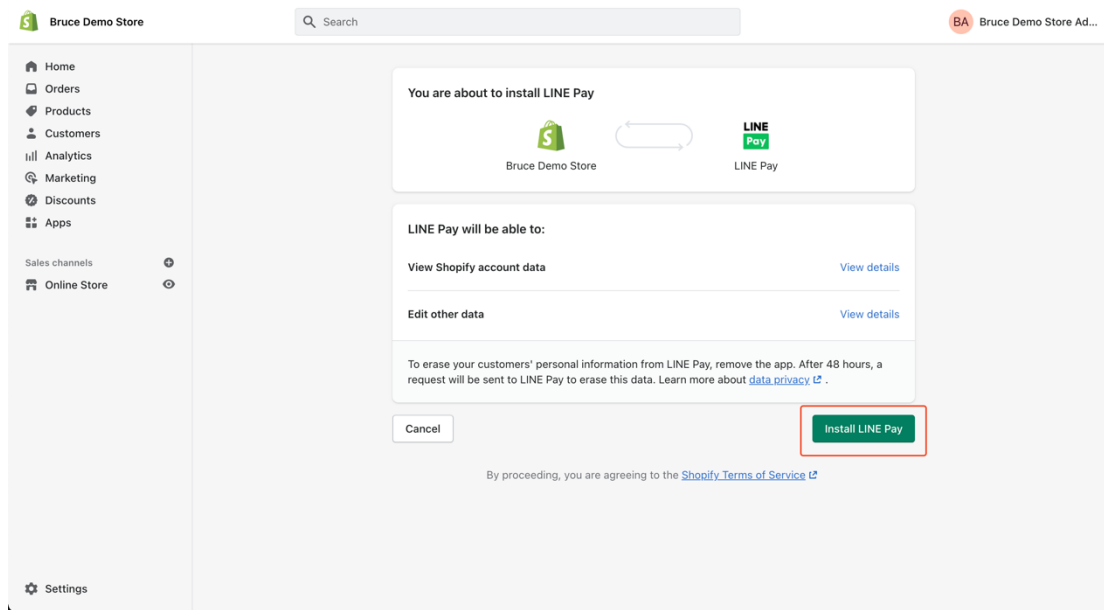 Bruce Demo Store
Search
BA Bruce Demo Store Ad...
Home
Orders
Products
Customers
Analytics
Marketing
Discounts
Apps
Sales channels
Online Store
Settings
You are about to install LINE Pay
LINE
Pay
Bruce Demo Store
LINE Pay
LINE Pay will be able to:
View Shopify account data View details
Edit other data View details
To erase your customers' personal information from LINE Pay, remove the app. After 48 hours, a
request will be sent to LINE Pay to erase this data. Learn more about data privacy .
Cancel
Install LINE Pay
By proceeding, you are agreeing to the Shopify Terms of Service